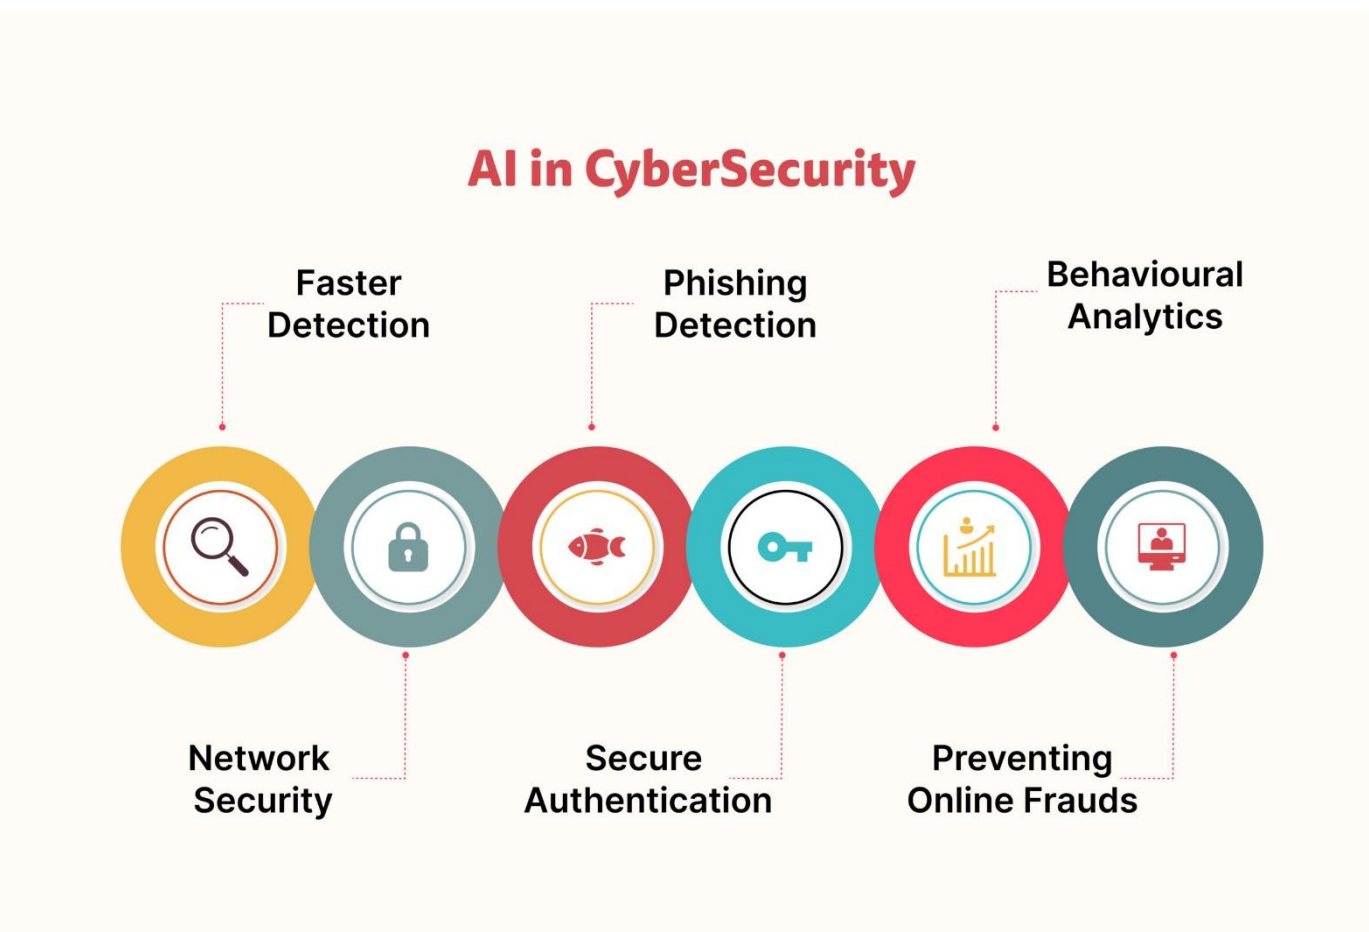 AI in CyberSecurity
Faster
Detection
Phishing
Detection
Behavioural
Analytics
Network
Security
Secure
Authentication
Preventing
Online Frauds